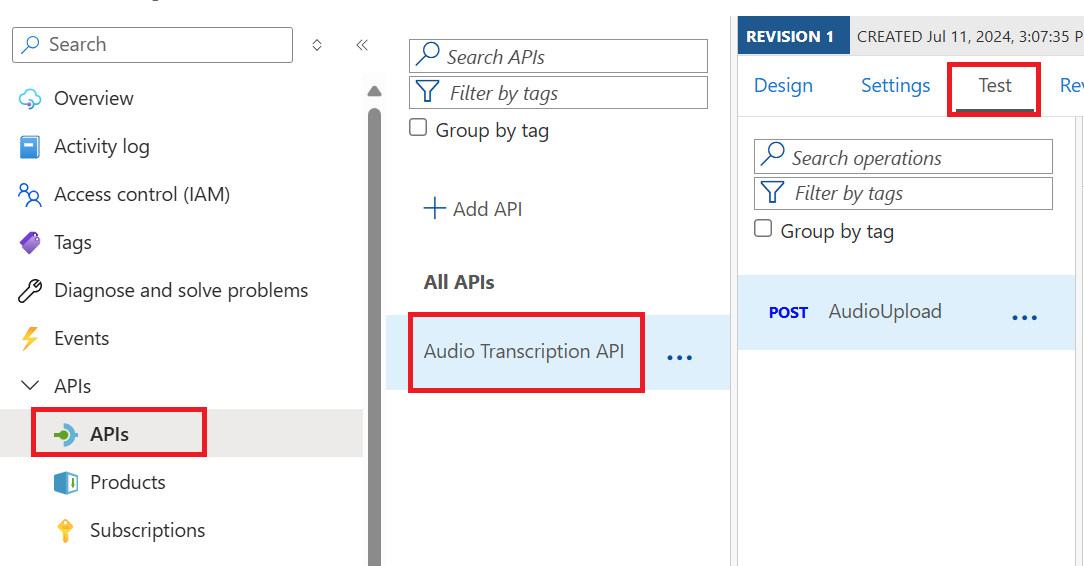 Search
Overview
Activity log
Access control (IAM)
Tags
Diagnose and solve problems
Events
APIs
APIs
Products
Subscriptions
Search APIs
Filter by tags
Group by tag
Add API
All APIs
Audio Transcription API
REVISION 1 CREATED Jul 11, 2024, 3:07:35 P
Design Settings Test Rev
Search operations
Filter by tags
Group by tag
POST AudioUpload